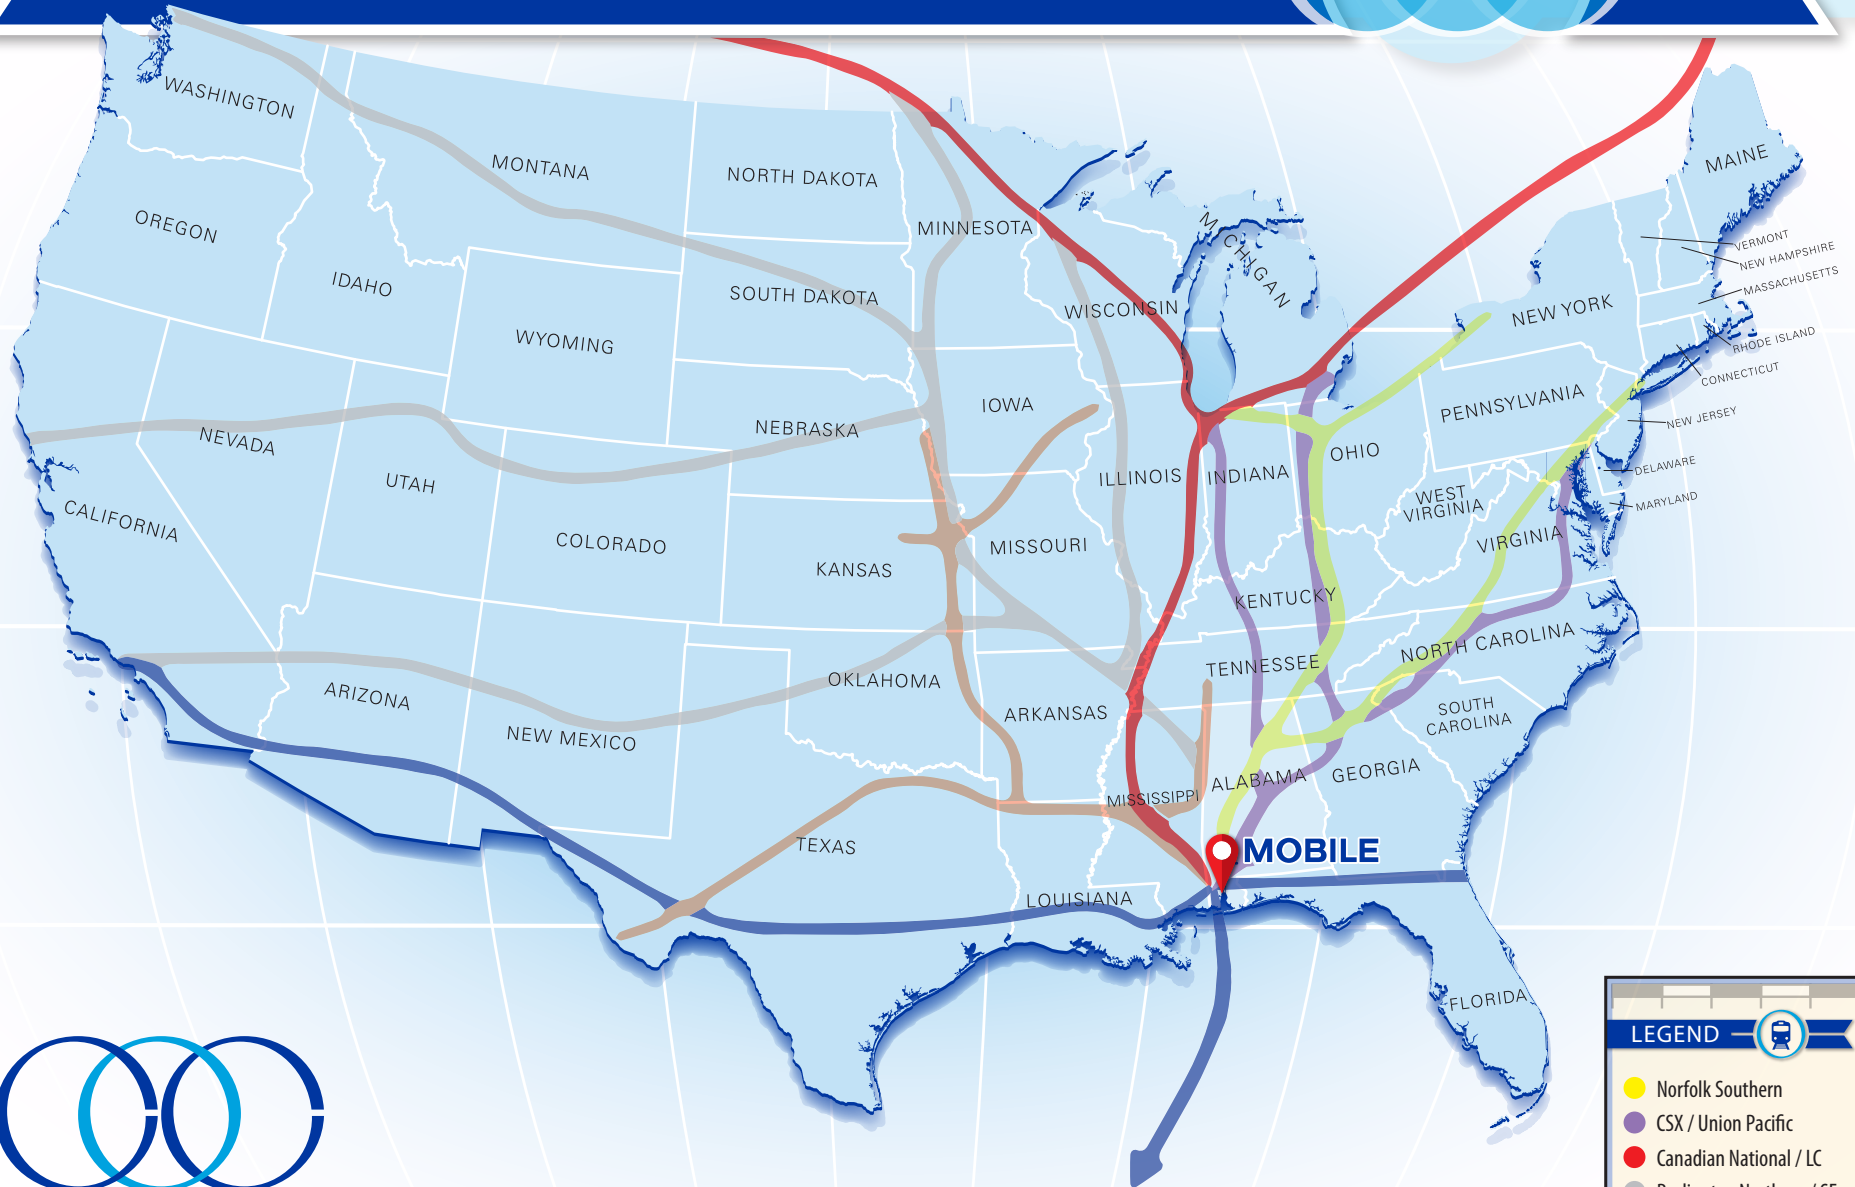 WASHINGTON
MONTANA
NORTH DAKOTA
MINNESOTA
MICHIGAN
MAINE
OREGON
IDAHO
SOUTH DAKOTA
WISCONSIN
NEW YORK
VERMONT
NEW HAMPSHIRE
MASSACHUSETTS
RHODE ISLAND
CONNECTICUT
WYOMING
NEBRASKA
IOWA
PENNSYLVANIA
NEW JERSEY
NEVADA
UTAH
ILLINOIS
INDIANA
OHIO
DELAWARE
WEST
VIRGINIA
MARYLAND
CALIFORNIA
COLORADO
KANSAS
MISSOURI
VIRGINIA
KENTUCKY
NORTH CAROLINA
TENNESSEE
ARIZONA
NEW MEXICO
OKLAHOMA
ARKANSAS
SOUTH
CAROLINA
MISSISSIPPI
ALABAMA
GEORGIA
TEXAS
MOBILE
LOUISIANA
FLORIDA
LEGEND
Norfolk Southern
CSX / Union Pacific
Canadian National / LC